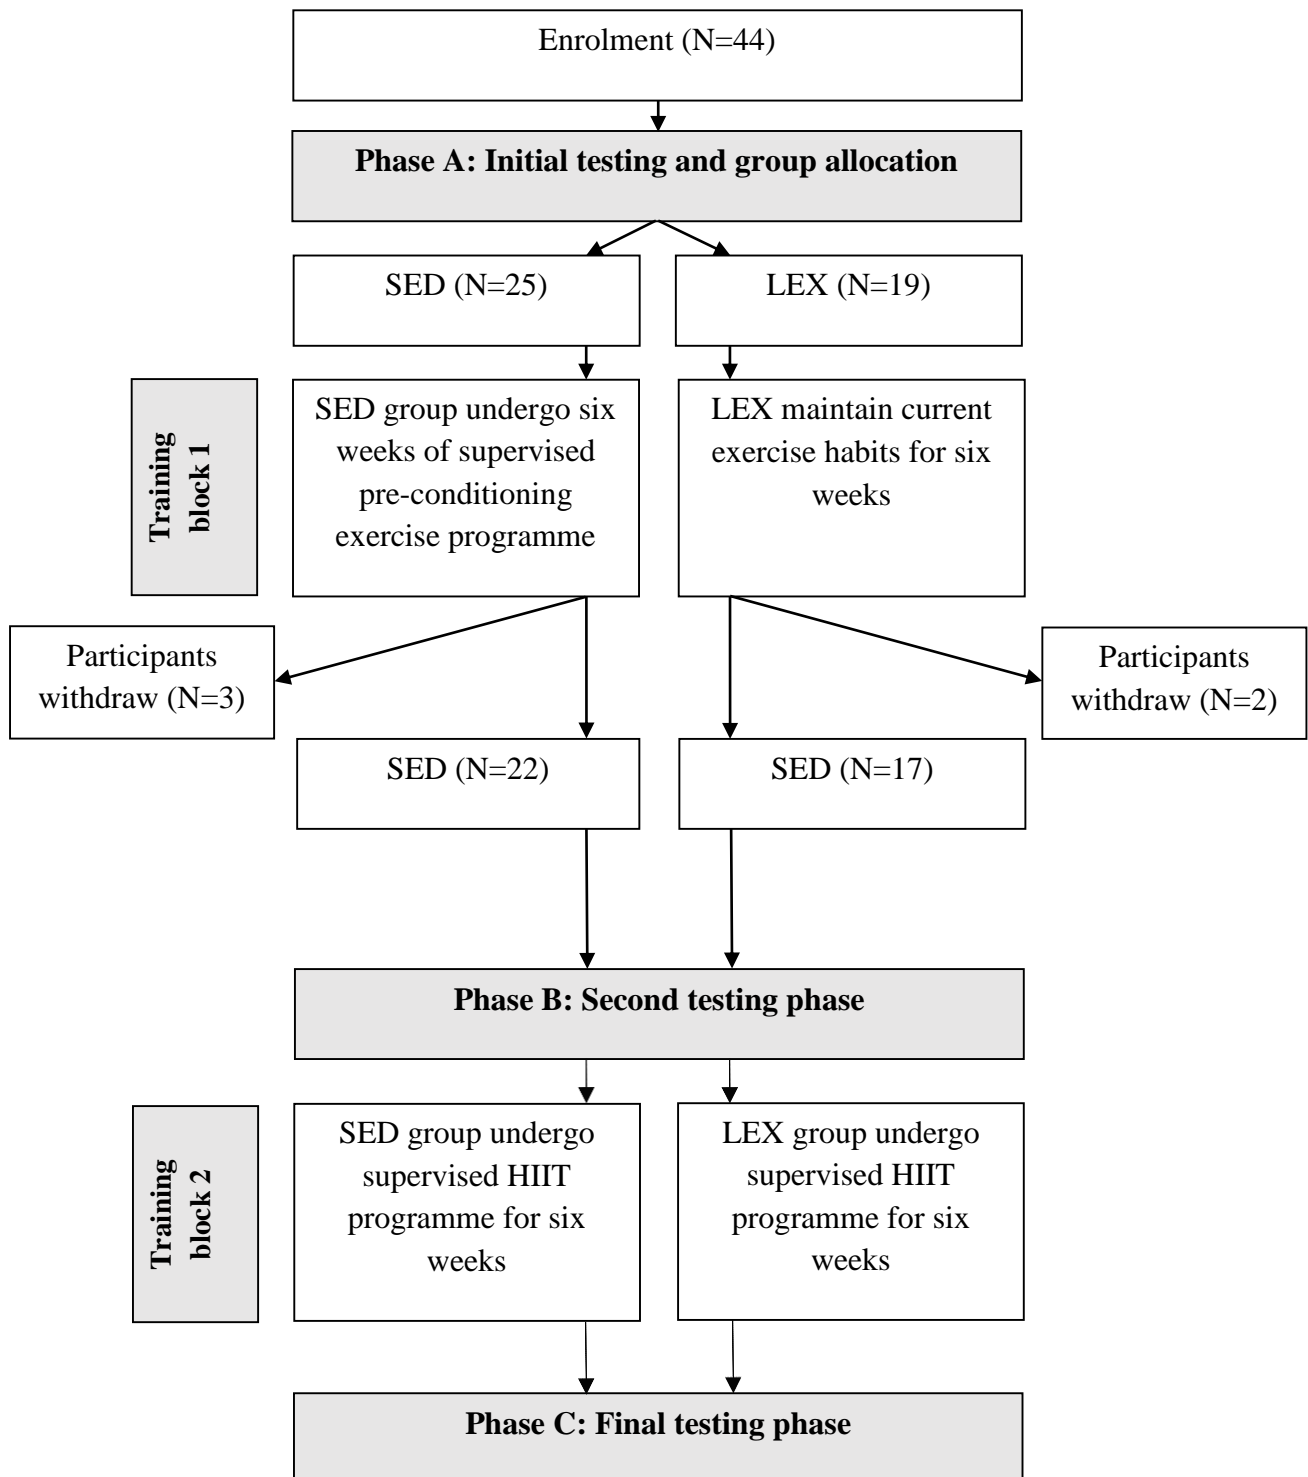 Enrolment (N=44)
Phase A: Initial testing and group allocation
SED (N=25)
LEX (N=19)
Training
block 1
SED group undergo six
weeks of supervised
pre-conditioning
exercise programme
LEX maintain current
exercise habits for six
weeks
Participants
withdraw (N=3)
Participants
withdraw (N=2)
SED (N=22)
SED (N=17)
Phase B: Second testing phase
Training
block 2
SED group undergo
supervised HIIT
programme for six
weeks
LEX group undergo
supervised HIIT
programme for six
weeks
Phase C: Final testing phase